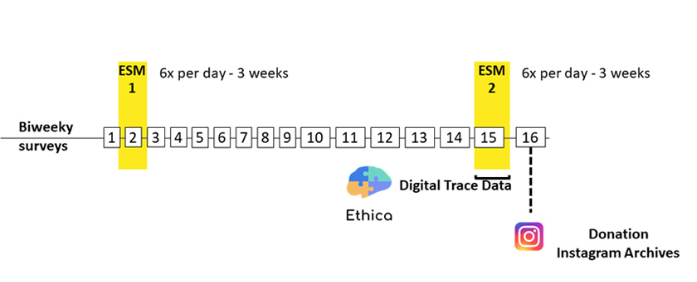 ESM
1
6x per day - 3 weeks
ESM
2
6x per day - 3 weeks
Biweeky
surveys
1 2 3 4 5 6 7 8 9 10 11 12 13 14 15 16
Digital Trace Data
Ethica
Donation
Instagram Archives